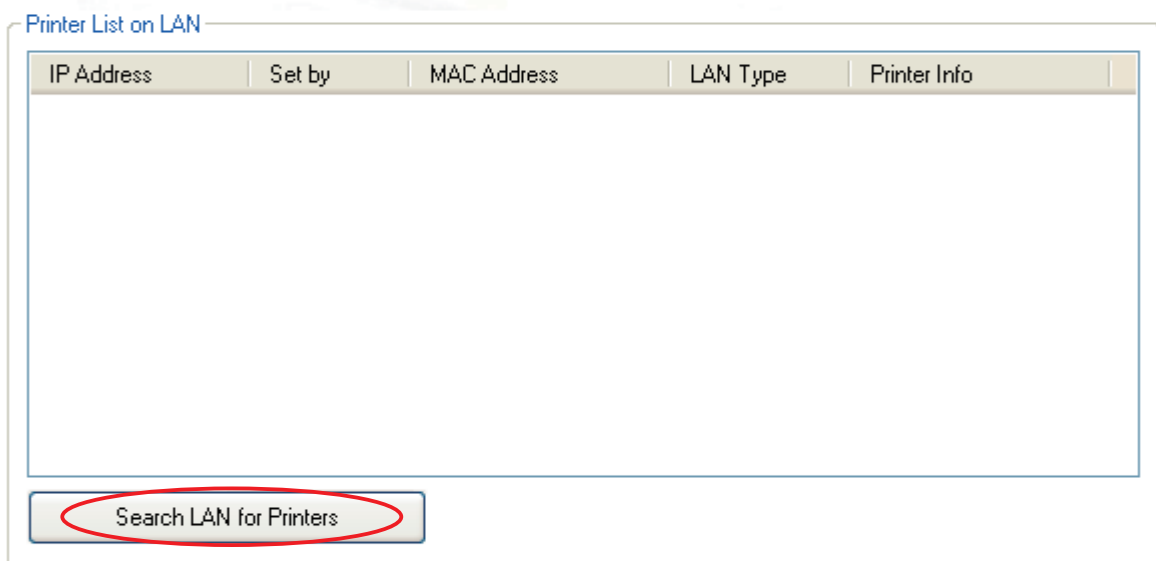 Printer List on LAN
IP Address Set by MAC Address LAN Type Printer Info
Search LAN for Printers